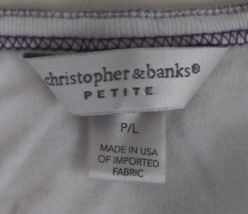 christopher & banks®
PETITE
P/L
MADE IN USA
OF IMPORTED
FABRIC